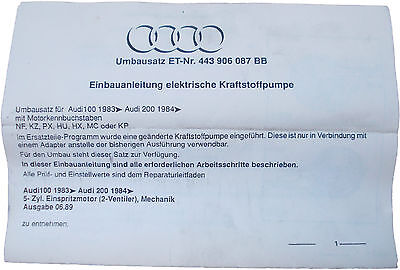 Umbausatz ET-Nr. 443 906 087 BB
Einbauanleitung elektrische Kraftstoffpumpe
Umbausatz für Audi100 1983➤ Audi 200 1984➤
mit Motorkennbuchstaben
NF, KZ, PX, HU, HX, MC oder KP
im Ersatzteile-Programm wurde eine geänderte Kraftstoffpumpe eingeführt. Diese ist nur in Verbindung mit
einem Adapter anstelle der bisherigen Ausführung verwendbar.
Für den Umbau steht dieser Satz zur Verfügung.
In dieser Einbauanleitung sind alle erforderlichen Arbeitsschritte beschrieben.
Alle Prüf- und Einstellwerte sind dem Reparaturleitfaden
Audi100 1983➤ Audi 200 1984➤
5- Zyl. Einspritzmotor (2-Ventiler), Mechanik
Ausgabe 06.89
zu entnehmen.
1